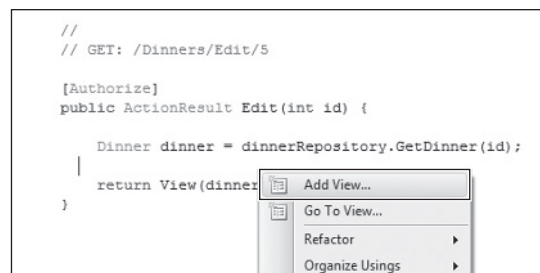 //
// GET: /Dinners/Edit/5
[Authorize]
public ActionResult Edit(int id) {
Dinner dinner = dinnerRepository.GetDinner(id);
return View(dinner
}
Add View...
Go To View...
Refactor
Organize Usings